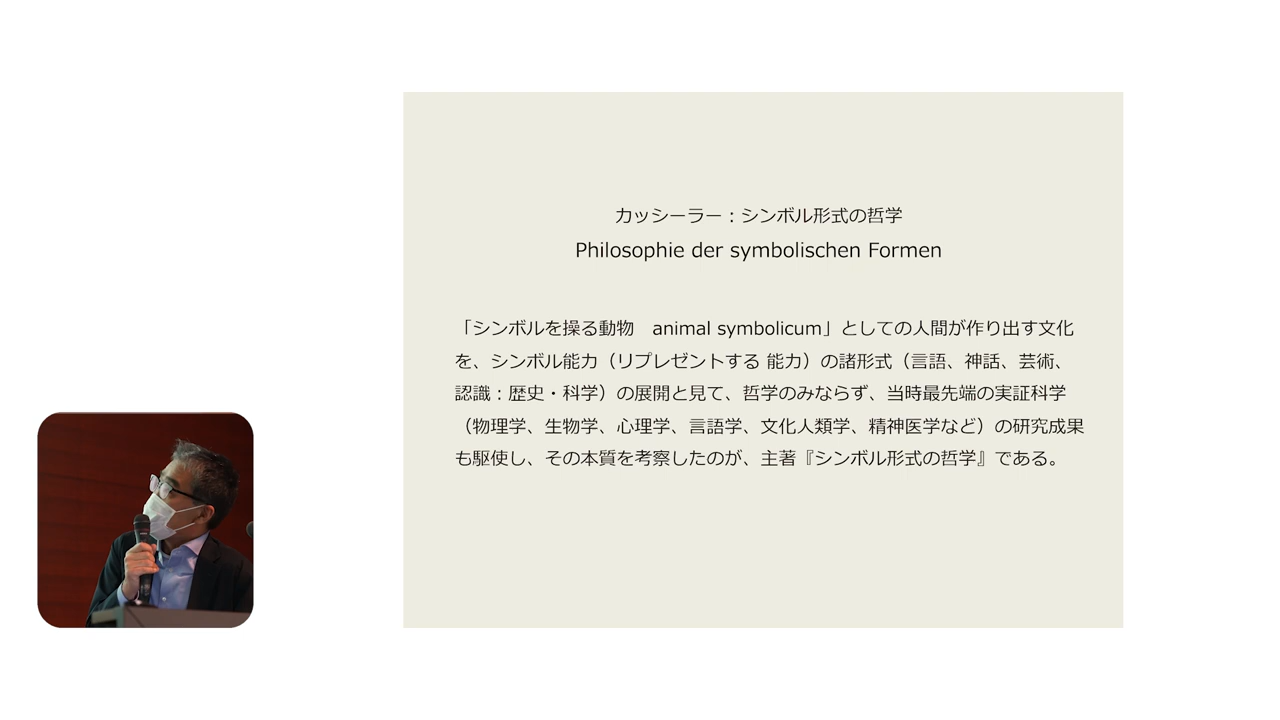 カッシーラー：シンボル形式の哲学
Philosophie der symbolischen Formen
「シンボルを操る動物　animal symbolicum」としての人間が作り出す文化
を、シンボル能力（リプレゼントする 能力）の諸形式（言語、神話、芸術、
認識：歴史・科学）の展開と見て、哲学のみならず、当時最先端の実証科学
（物理学、生物学、心理学、言語学、文化人類学、精神医学など）の研究成果
も駆使し、その本質を考察したのが、主著『シンボル形式の哲学』である。